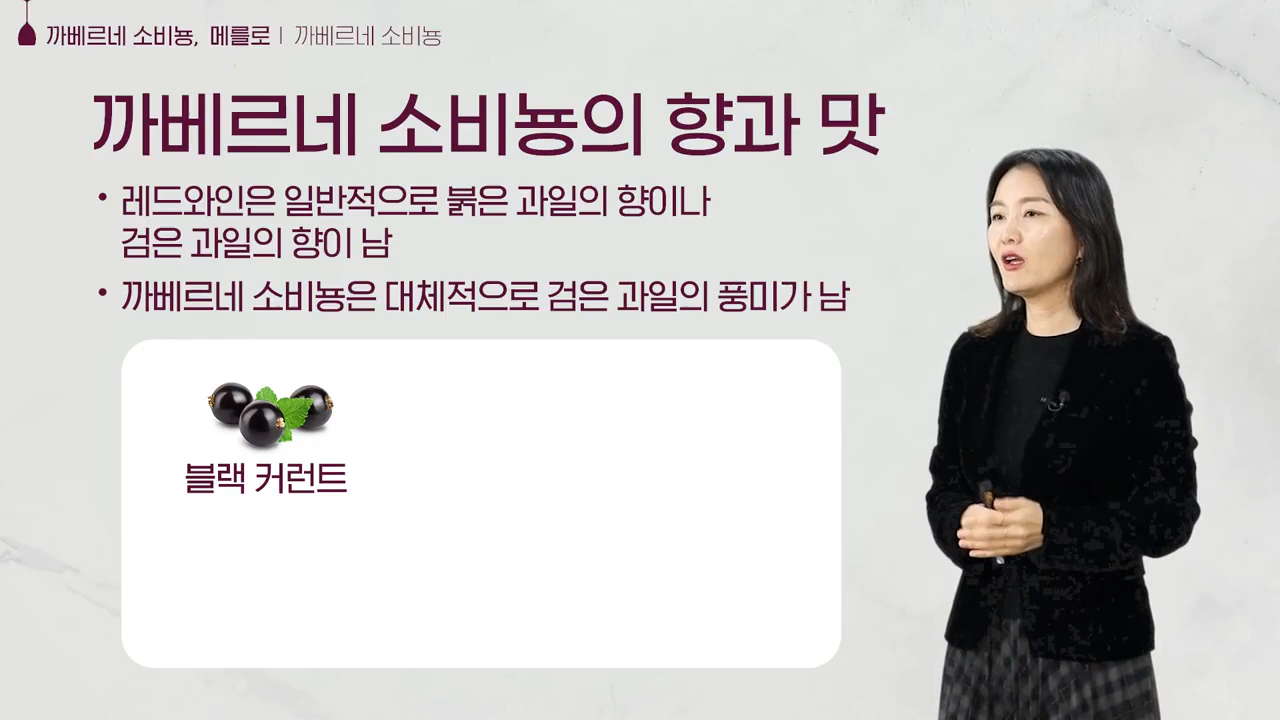 까베르네 소비뇽, 메를로 | 까베르네 소비뇽
까베르네 소비뇽의 향과 맛
• 레드와인은 일반적으로 붉은 과일의 향이나
검은 과일의 향이 남
• 까베르네 소비뇽은 대체적으로 검은 과일의 풍미가 남
블랙 커런트